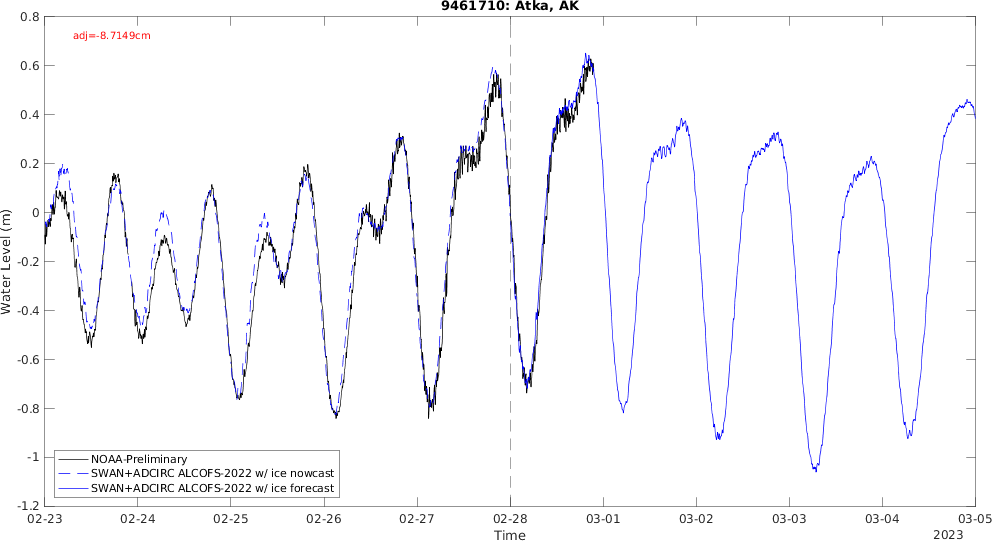 9461710: Atka, AK
adj=-8.7149cm
0.8
0.6
0.4
0.2
0
-0.2
-0.4
-0.6
-0.8
-1
-1.2
Water Level (m)
NOAA-Preliminary
SWAN+ADCIRC ALCOFS-2022 w/ ice nowcast
SWAN+ADCIRC ALCOFS-2022 w/ ice forecast
02-23 02-24 02-25 02-26 02-27 02-28 03-01 03-02 03-03 03-04 03-05
Time
2023